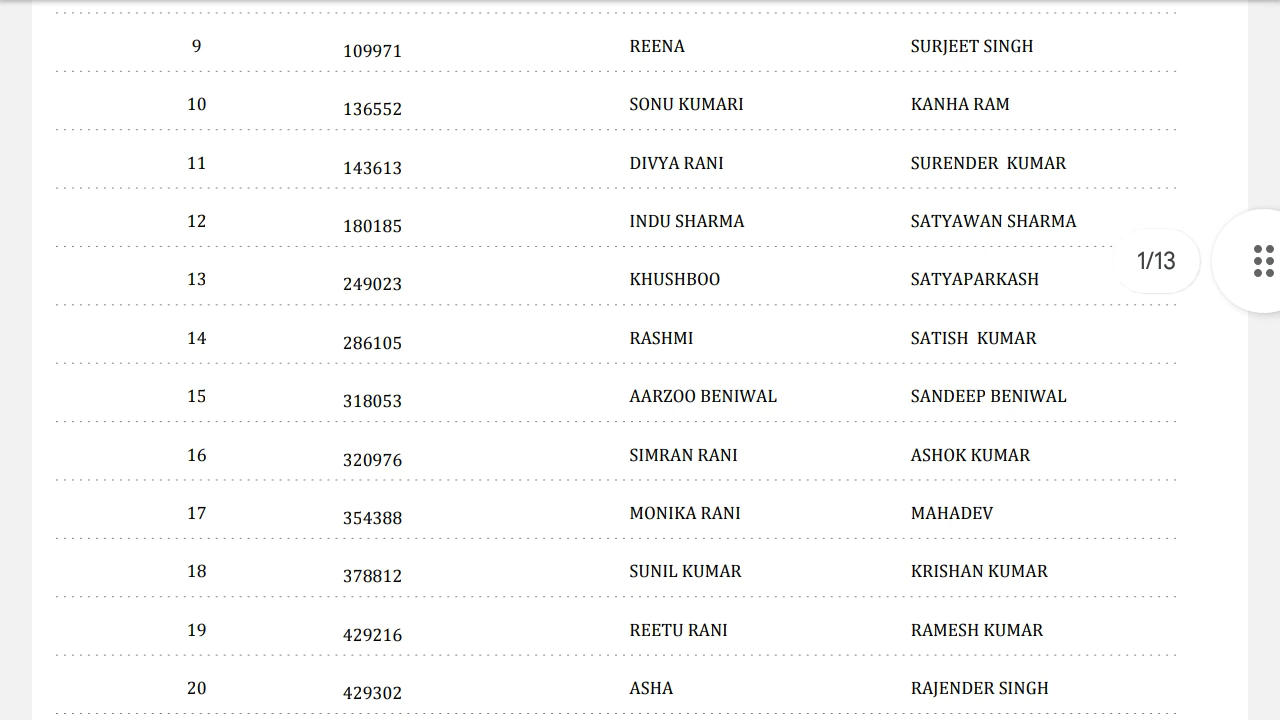 9 109971 REENA SURJEET SINGH
10 136552 SONU KUMARI KANHA RAM
11 143613 DIVYA RANI SURENDER KUMAR
12 180185 INDU SHARMA SATYAWAN SHARMA
1/13
13 249023 KHUSHBOO SATYAPARKASH
14 286105 RASHMI SATISH KUMAR
15 318053 AARZOO BENIWAL SANDEEP BENIWAL
16 320976 SIMRAN RANI ASHOK KUMAR
17 354388 MONIKA RANI MAHADEV
18 378812 SUNIL KUMAR KRISHAN KUMAR
19 429216 REETU RANI RAMESH KUMAR
20 429302 ASHA RAJENDER SINGH